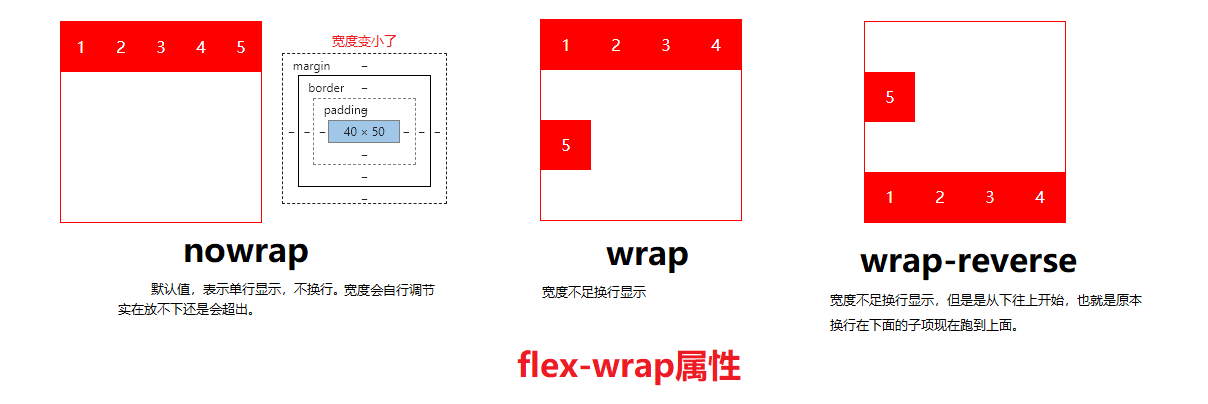 1 2 3 4 5
宽度变小了
margin –
border –
padding–
– – – 40 × 50 – – –
–
–
–
nowrap
默认值，表示单行显示，不换行。宽度会自行调节
实在放不下还是会超出。
1 2 3 4
5
wrap
宽度不足换行显示
5
1 2 3 4
wrap-reverse
宽度不足换行显示，但是是从下往上开始，也就是原本
换行在下面的子项现在跑到上面。
flex-wrap属性